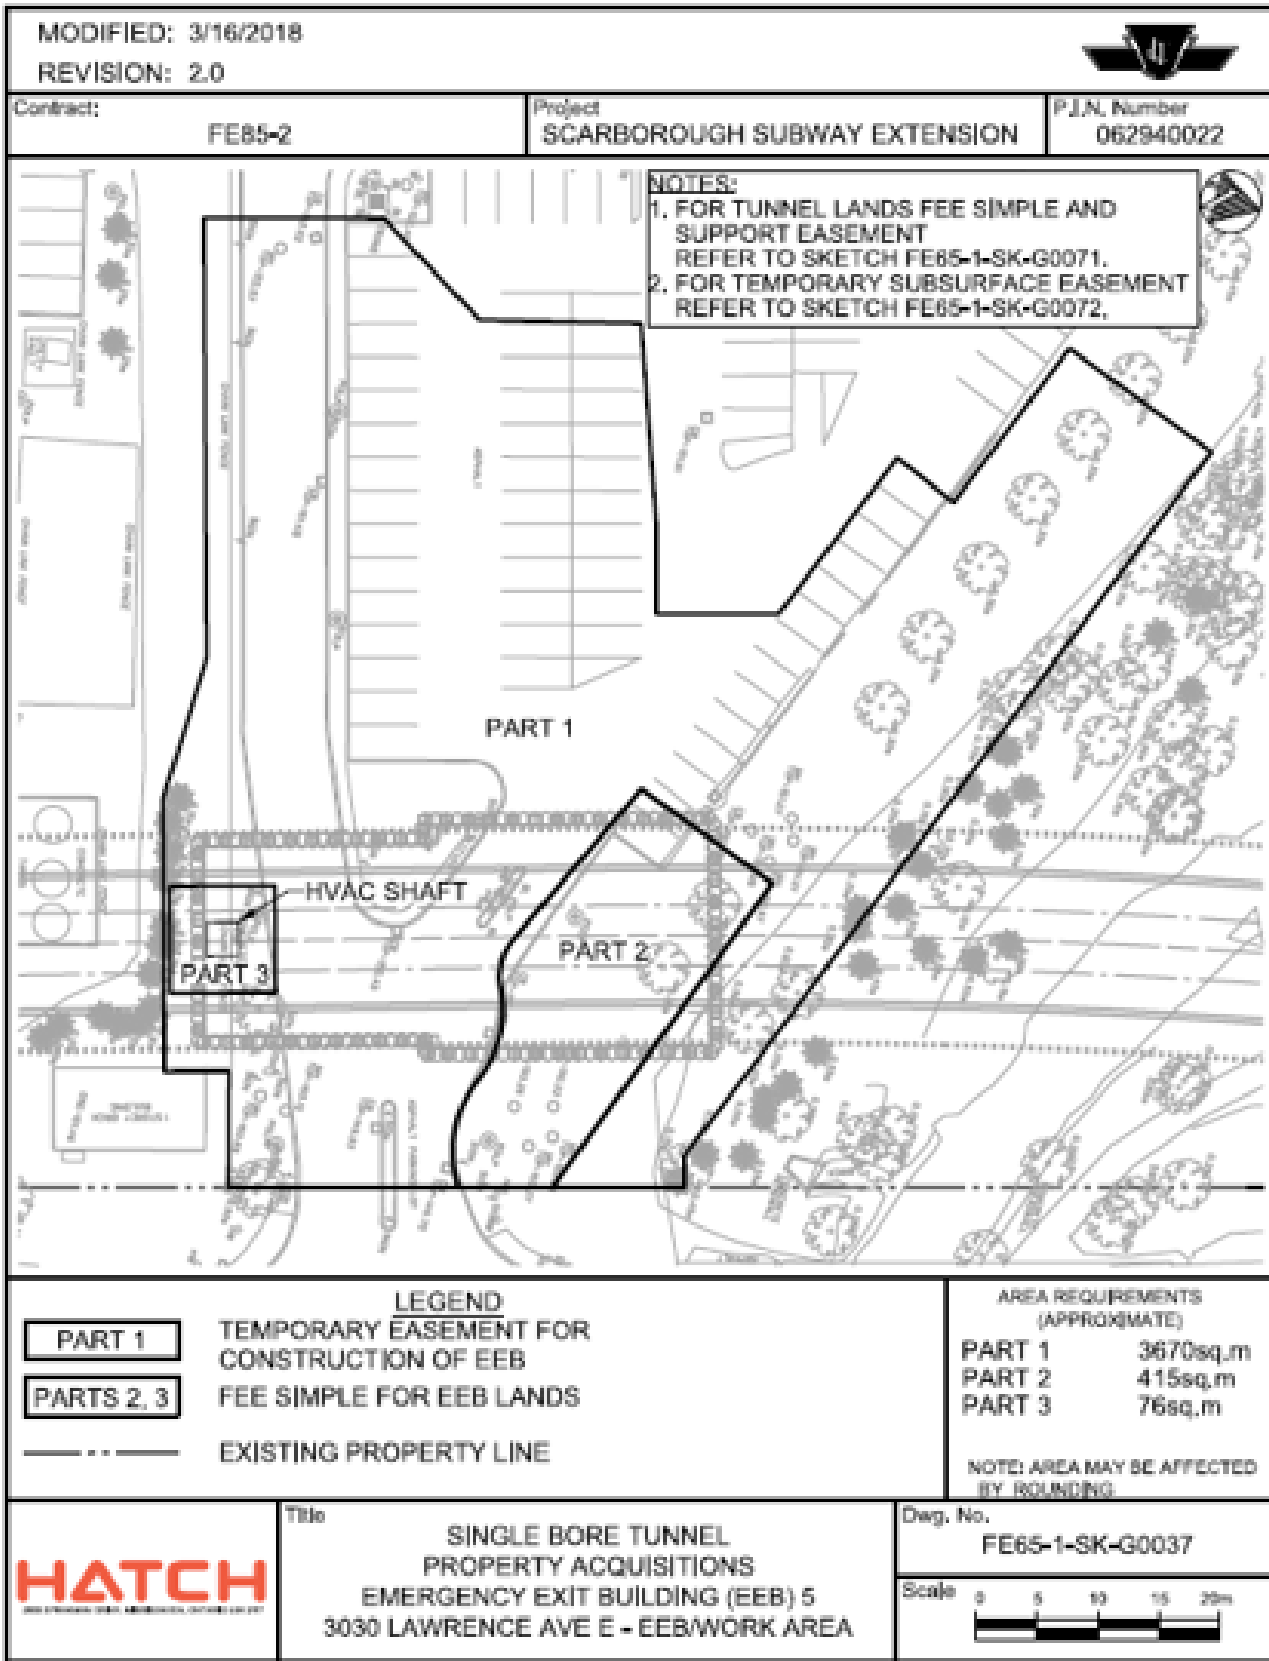 MODIFIED: 3/16/2018
REVISION: 2.0
Contract:
FE85-2
Project
SCARBOROUGH SUBWAY EXTENSION
P.I.N. Number
062940022
NOTES:
1. FOR TUNNEL LANDS FEE SIMPLE AND
SUPPORT EASEMENT
REFER TO SKETCH FE65-1-SK-G0071.
2. FOR TEMPORARY SUBSURFACE EASEMENT
REFER TO SKETCH FE65-1-SK-G0072.
PART 1
HVAC SHAFT
PART 2
PART 3
LEGEND
PART 1
TEMPORARY EASEMENT FOR
CONSTRUCTION OF EEB
PARTS 2, 3
FEE SIMPLE FOR EEB LANDS
EXISTING PROPERTY LINE
AREA REQUIREMENTS
(APPROXIMATE)
PART 1 3670sq.m
PART 2 415sq.m
PART 3 76sq.m
NOTE: AREA MAY BE AFFECTED
BY ROUNDING
HATCH
Title
SINGLE BORE TUNNEL
PROPERTY ACQUISITIONS
EMERGENCY EXIT BUILDING (EEB) 5
3030 LAWRENCE AVE E - EEB/WORK AREA
Dwg. No.
FE65-1-SK-G0037
Scale
0 5 10 15 20m